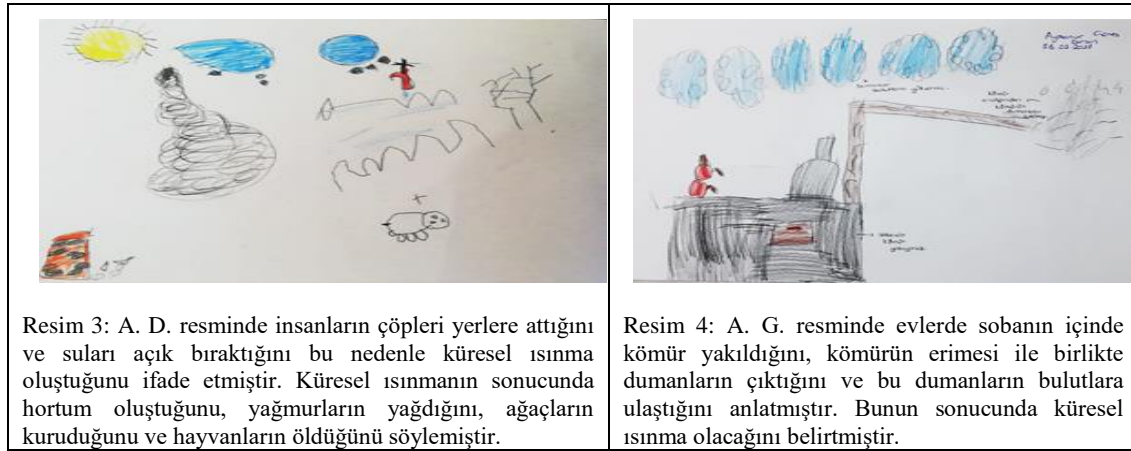 Resim 3: A. D. resminde insanların çöpleri yerlere attığını
ve suları açık bıraktığını bu nedenle küresel ısınma
oluştuğunu ifade etmiştir. Küresel ısınmanın sonucunda
hortum oluştuğunu, yağmurların yağdığını, ağaçların
kuruduğunu ve hayvanların öldüğünü söylemiştir.
Resim 4: A. G. resminde evlerde sobanın içinde
kömür yakıldığını, kömürün erimesi ile birlikte
dumanların çıktığını ve bu dumanların bulutlara
ulaştığını anlatmıştır. Bunun sonucunda küresel
ısınma olacağını belirtmiştir.